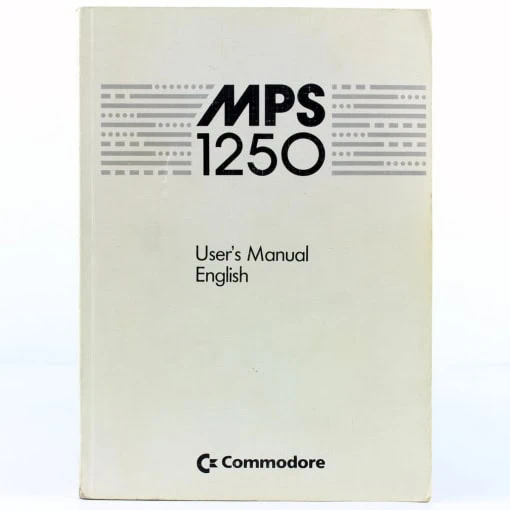 MPS
1250
User's Manual
English
Commodore